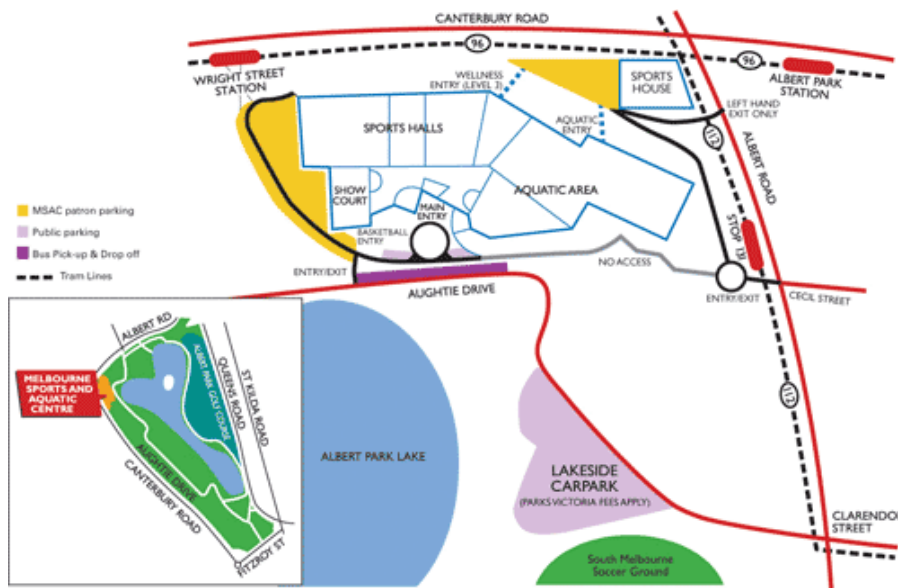 CANTERBURY ROAD
96
96
WRIGHT STREET
STATION
WELLNESS
ENTRY (LEVEL 3)
SPORTS
HOUSE
ALBERT PARK
STATION
LEFT HAND
EXIT ONLY
SPORTS HALLS
AQUATIC
ENTRY
112
ALBERT ROAD
SHOW
COURT
AQUATIC AREA
MAIN
ENTRY
BASKETBALL
ENTRY
STOP 131
MSAC patron parking
Public parking
Bus Pick-up & Drop off
Tram Lines
ENTRY/EXIT
NO ACCESS
AUGHTIE DRIVE
ENTRY/EXIT
CECIL STREET
ALBERT RD
MELBOURNE
SPORTS AND
AQUATIC
CENTRE
ALBERT PARK GOLF COURSE
QUEENS ROAD
ST KILDA ROAD
AUGHTIE DRIVE
CANTERBURY ROAD
FITZROY ST
112
ALBERT PARK LAKE
LAKESIDE
CARPARK
(PARKS VICTORIA FEES APPLY)
CLARENDO
STREET
South Melbourne
Soccer Ground